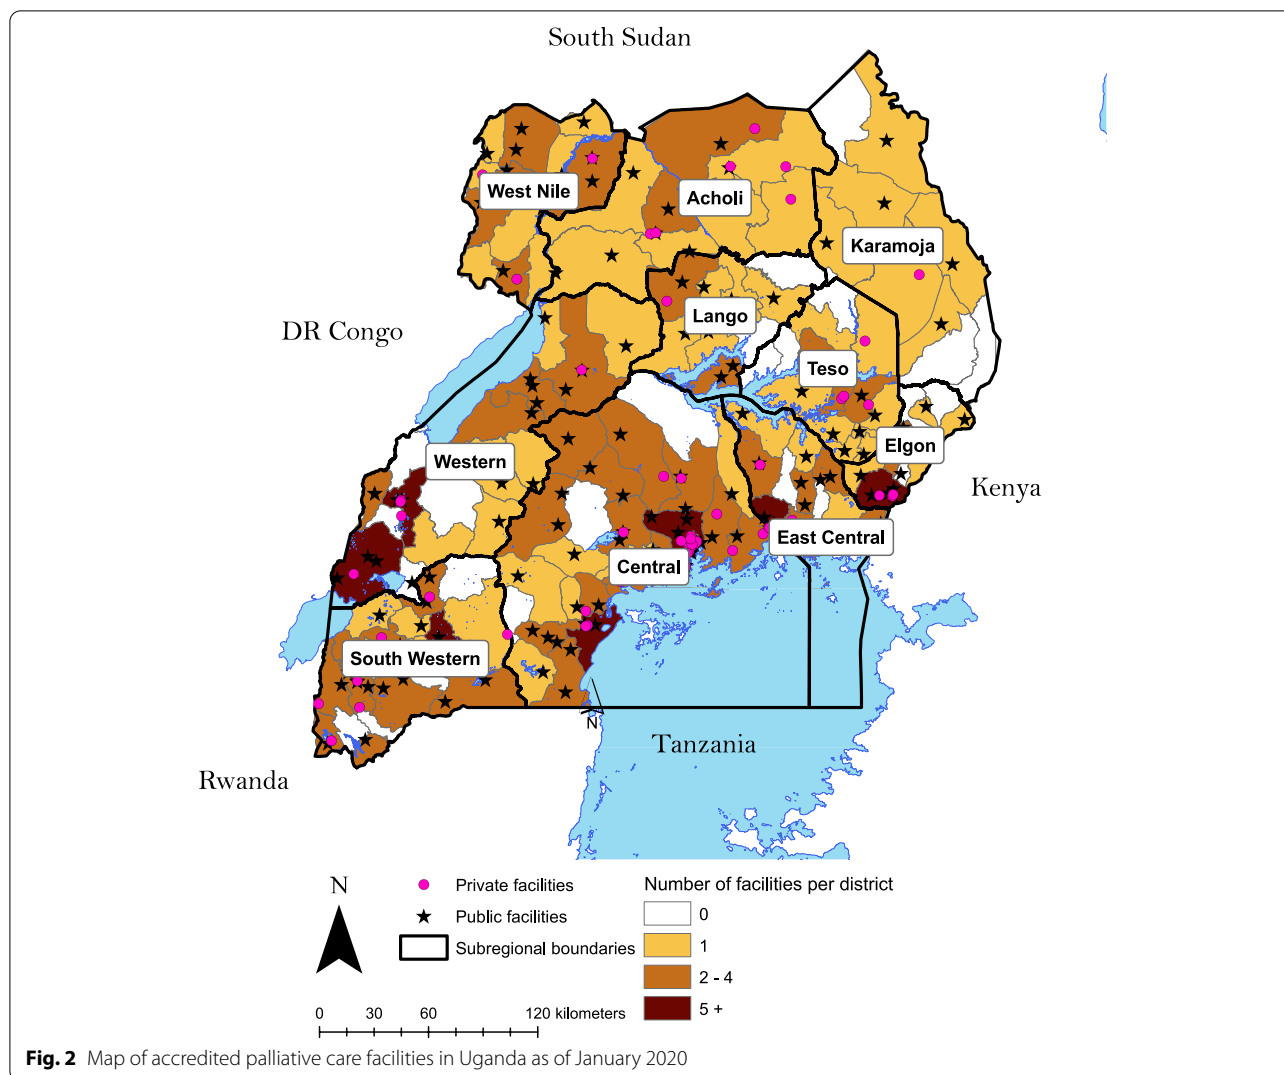 South Sudan
West Nile
Acholi
Karamoja
DR Congo
Lango
Teso
Western
Elgon
Kenya
East Central
Central
South Western
N
Tanzania
Rwanda
N
Private facilities
Public facilities
Subregional boundaries
Number of facilities per district
0
1
2 - 4
5 +
0 30 60 120 kilometers
Fig. 2 Map of accredited palliative care facilities in Uganda as of January 2020